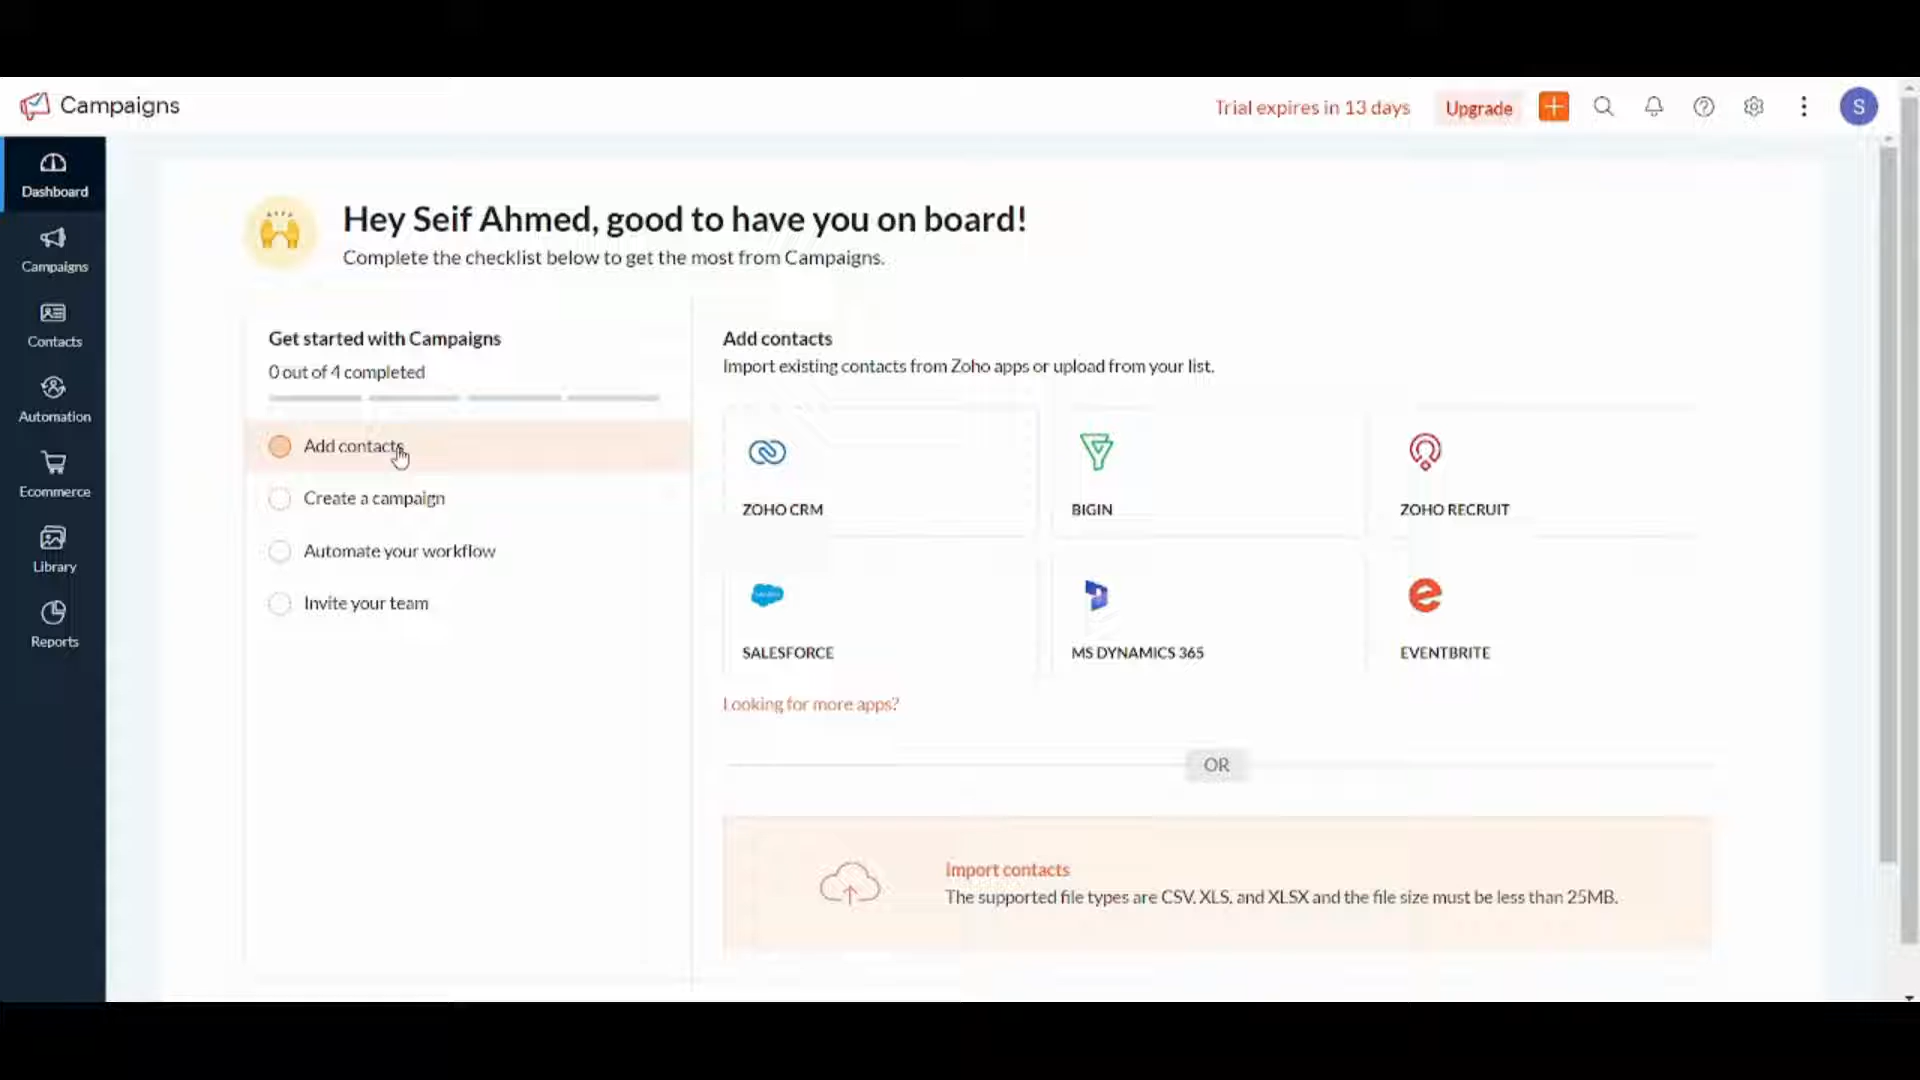 Campaigns
Trial expires in 13 days
Upgrade
S
Dashboard
Campaigns
Contacts
Automation
Ecommerce
Library
Reports
Hey Seif Ahmed, good to have you on board!
Complete the checklist below to get the most from Campaigns.
Get started with Campaigns
0 out of 4 completed
Add contacts
Create a campaign
Automate your workflow
Invite your team
Add contacts
Import existing contacts from Zoho apps or upload from your list.
ZOHO CRM
BIGIN
ZOHO RECRUIT
SALESFORCE
MS DYNAMICS 365
EVENTBRITE
Looking for more apps?
OR
Import contacts
The supported file types are CSV, XLS, and XLSX and the file size must be less than 25MB.